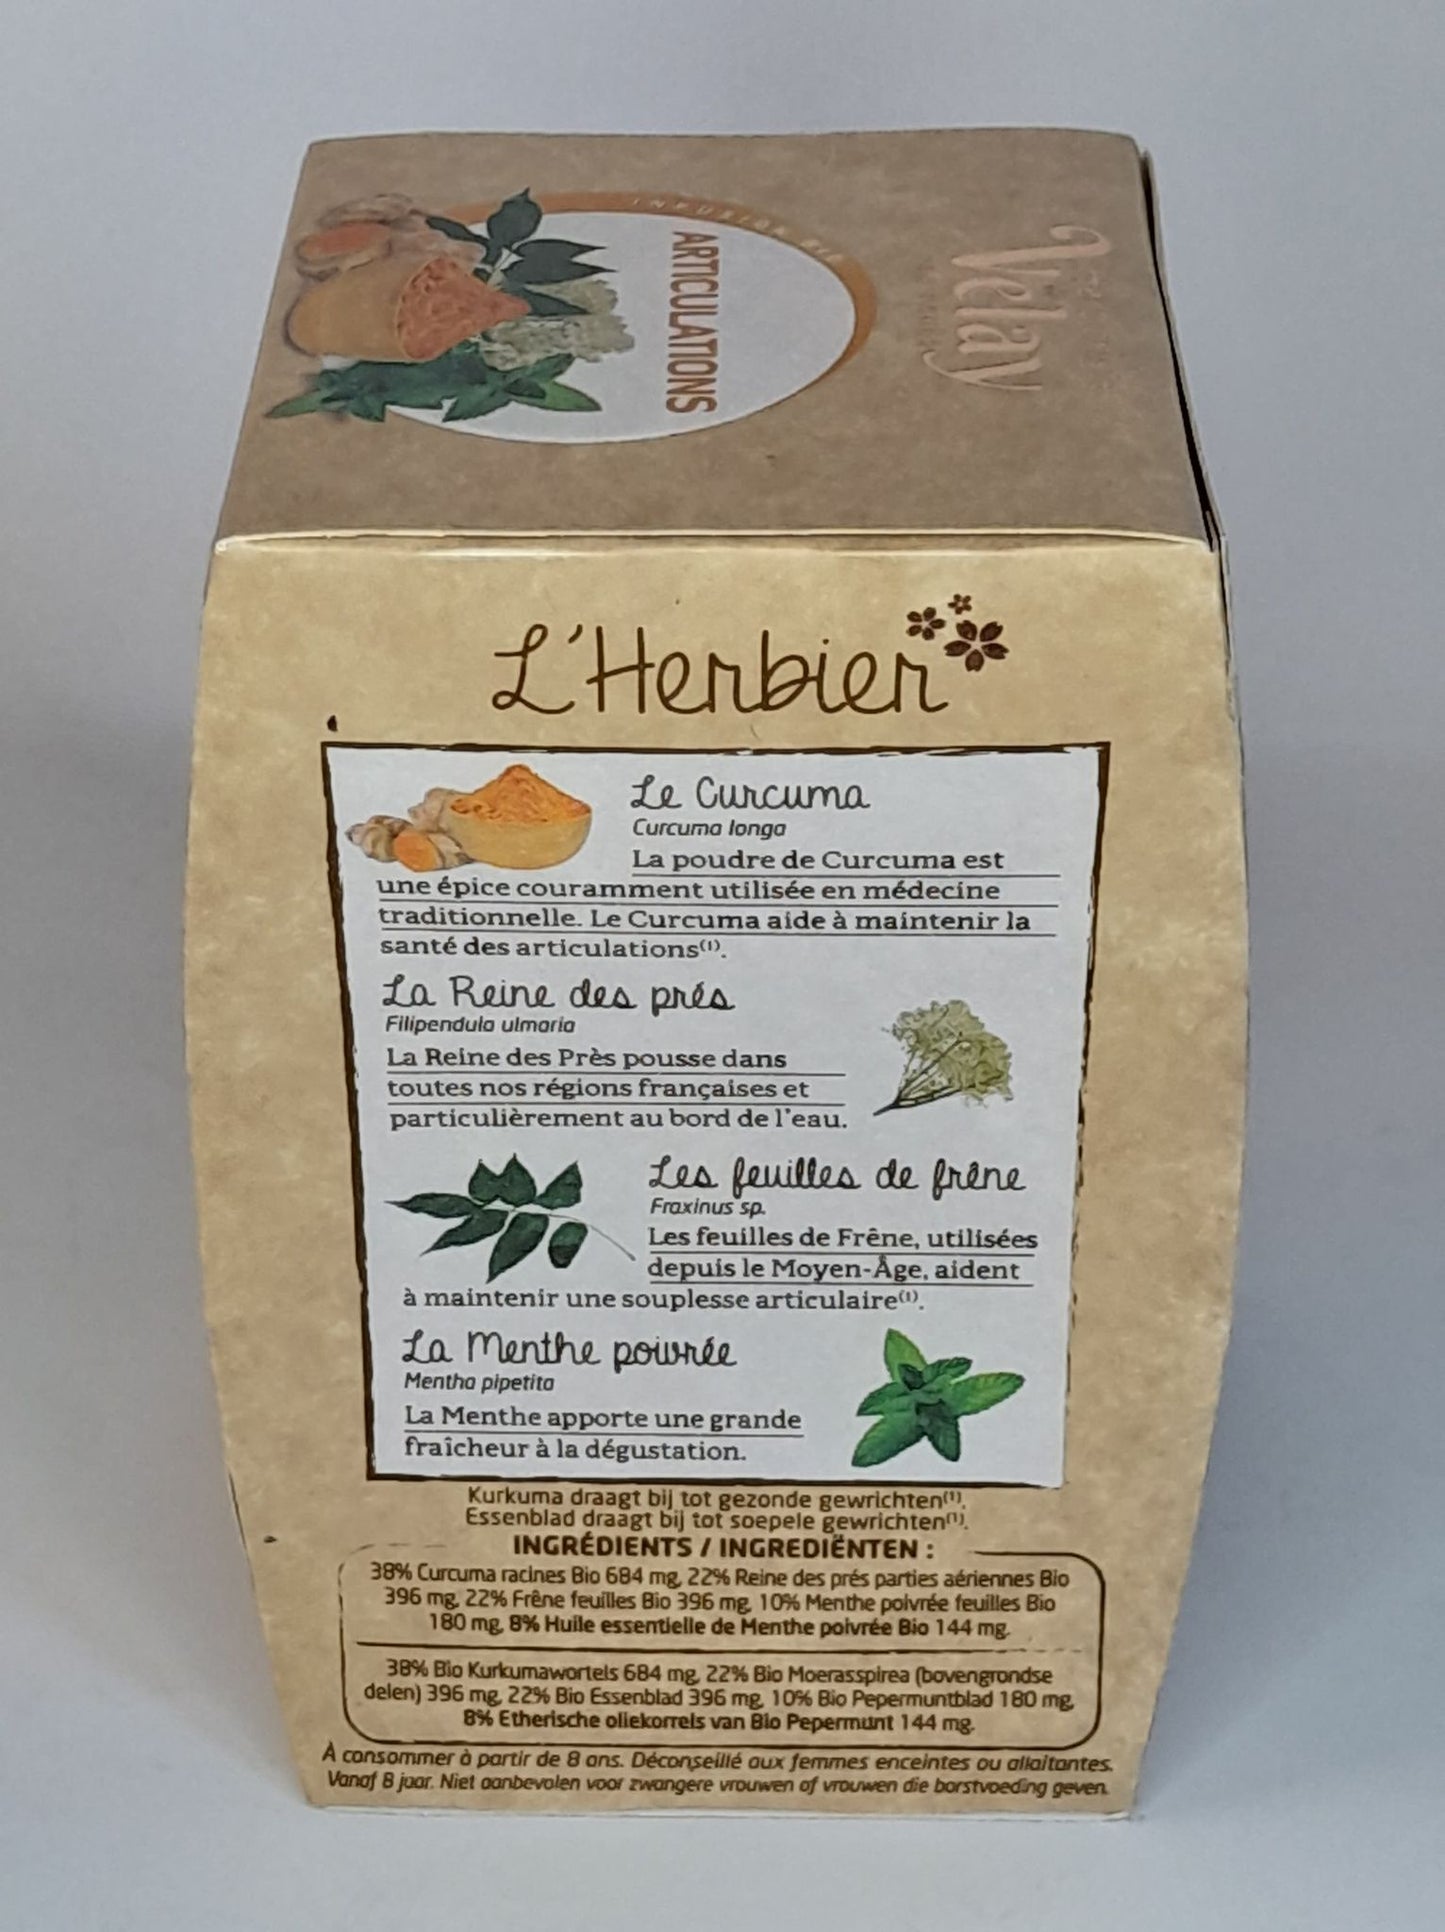 INFUSION BIO
ARTICULATIONS
Velay
L'Herbier
Le Curcuma
Curcuma longa
La poudre de Curcuma est
une épice couramment utilisée en médecine
traditionnelle. Le Curcuma aide à maintenir la
santé des articulations⁽¹⁾.
La Reine des prés
Filipendula ulmaria
La Reine des Près pousse dans
toutes nos régions françaises et
particulièrement au bord de l'eau.
Les feuilles de frêne
Fraxinus sp.
Les feuilles de Frêne, utilisées
depuis le Moyen-Âge, aident
à maintenir une souplesse articulaire⁽¹⁾.
La Menthe poivrée
Mentha pipetita
La Menthe apporte une grande
fraîcheur à la dégustation.
Kurkuma draagt bij tot gezonde gewrichten⁽¹⁾.
Essenblad draagt bij tot soepele gewrichten⁽¹⁾.
INGRÉDIENTS / INGREDIËNTEN :
38% Curcuma racines Bio 684 mg, 22% Reine des prés parties aériennes Bio
396 mg, 22% Frêne feuilles Bio 396 mg, 10% Menthe poivrée feuilles Bio
180 mg, 8% Huile essentielle de Menthe poivrée Bio 144 mg.
38% Bio Kurkumawortels 684 mg, 22% Bio Moerasspirea (bovengrondse
delen) 396 mg, 22% Bio Essenblad 396 mg, 10% Bio Pepermuntblad 180 mg,
8% Etherische oliekorrels van Bio Pepermunt 144 mg.
À consommer à partir de 8 ans. Déconseillé aux femmes enceintes ou allaitantes.
Vanaf 8 jaar. Niet aanbevolen voor zwangere vrouwen of vrouwen die borstvoeding geven.